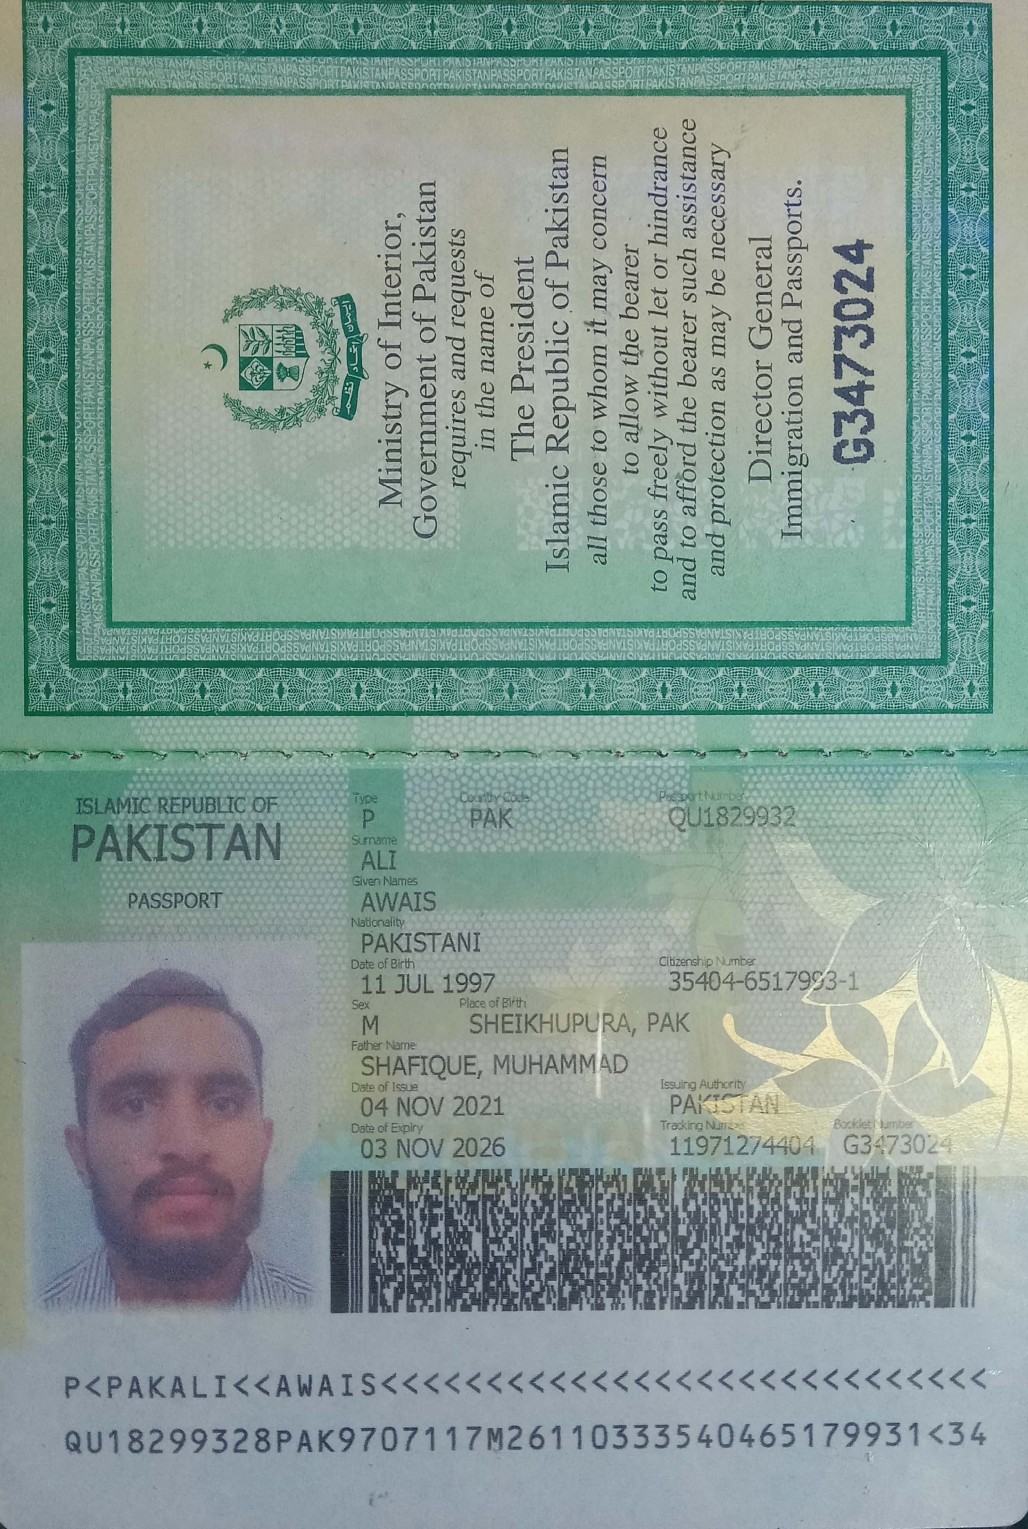 Ministry of Interior,
Government of Pakistan
requires and requests
in the name of
The President
Islamic Republic of Pakistan
all those to whom it may concern
to allow the bearer
to pass freely without let or hindrance
and to afford the bearer such assistance
and protection as may be necessary
Director General
Immigration and Passports.
G3473024
ISLAMIC REPUBLIC OF
PAKISTAN
PASSPORT
Type Country Code Passport Number
P PAK QU1829932
Surname
ALI
Given Names
AWAIS
Nationality
PAKISTANI
Date of Birth Citizenship Number
11 JUL 1997 35404-6517993-1
Sex Place of Birth
M SHEIKHUPURA, PAK
Father Name
SHAFIQUE, MUHAMMAD
Date of Issue Issuing Authority
04 NOV 2021 PAKISTAN
Date of Expiry Tracking Number Booklet Number
03 NOV 2026 11971274404 G3473024
P<PAKALI<<AWAIS<<<<<<<<<<<<<<<<<<<<<<<<<<<<<
QU18299328PAK9707117M26110333540465179931<34